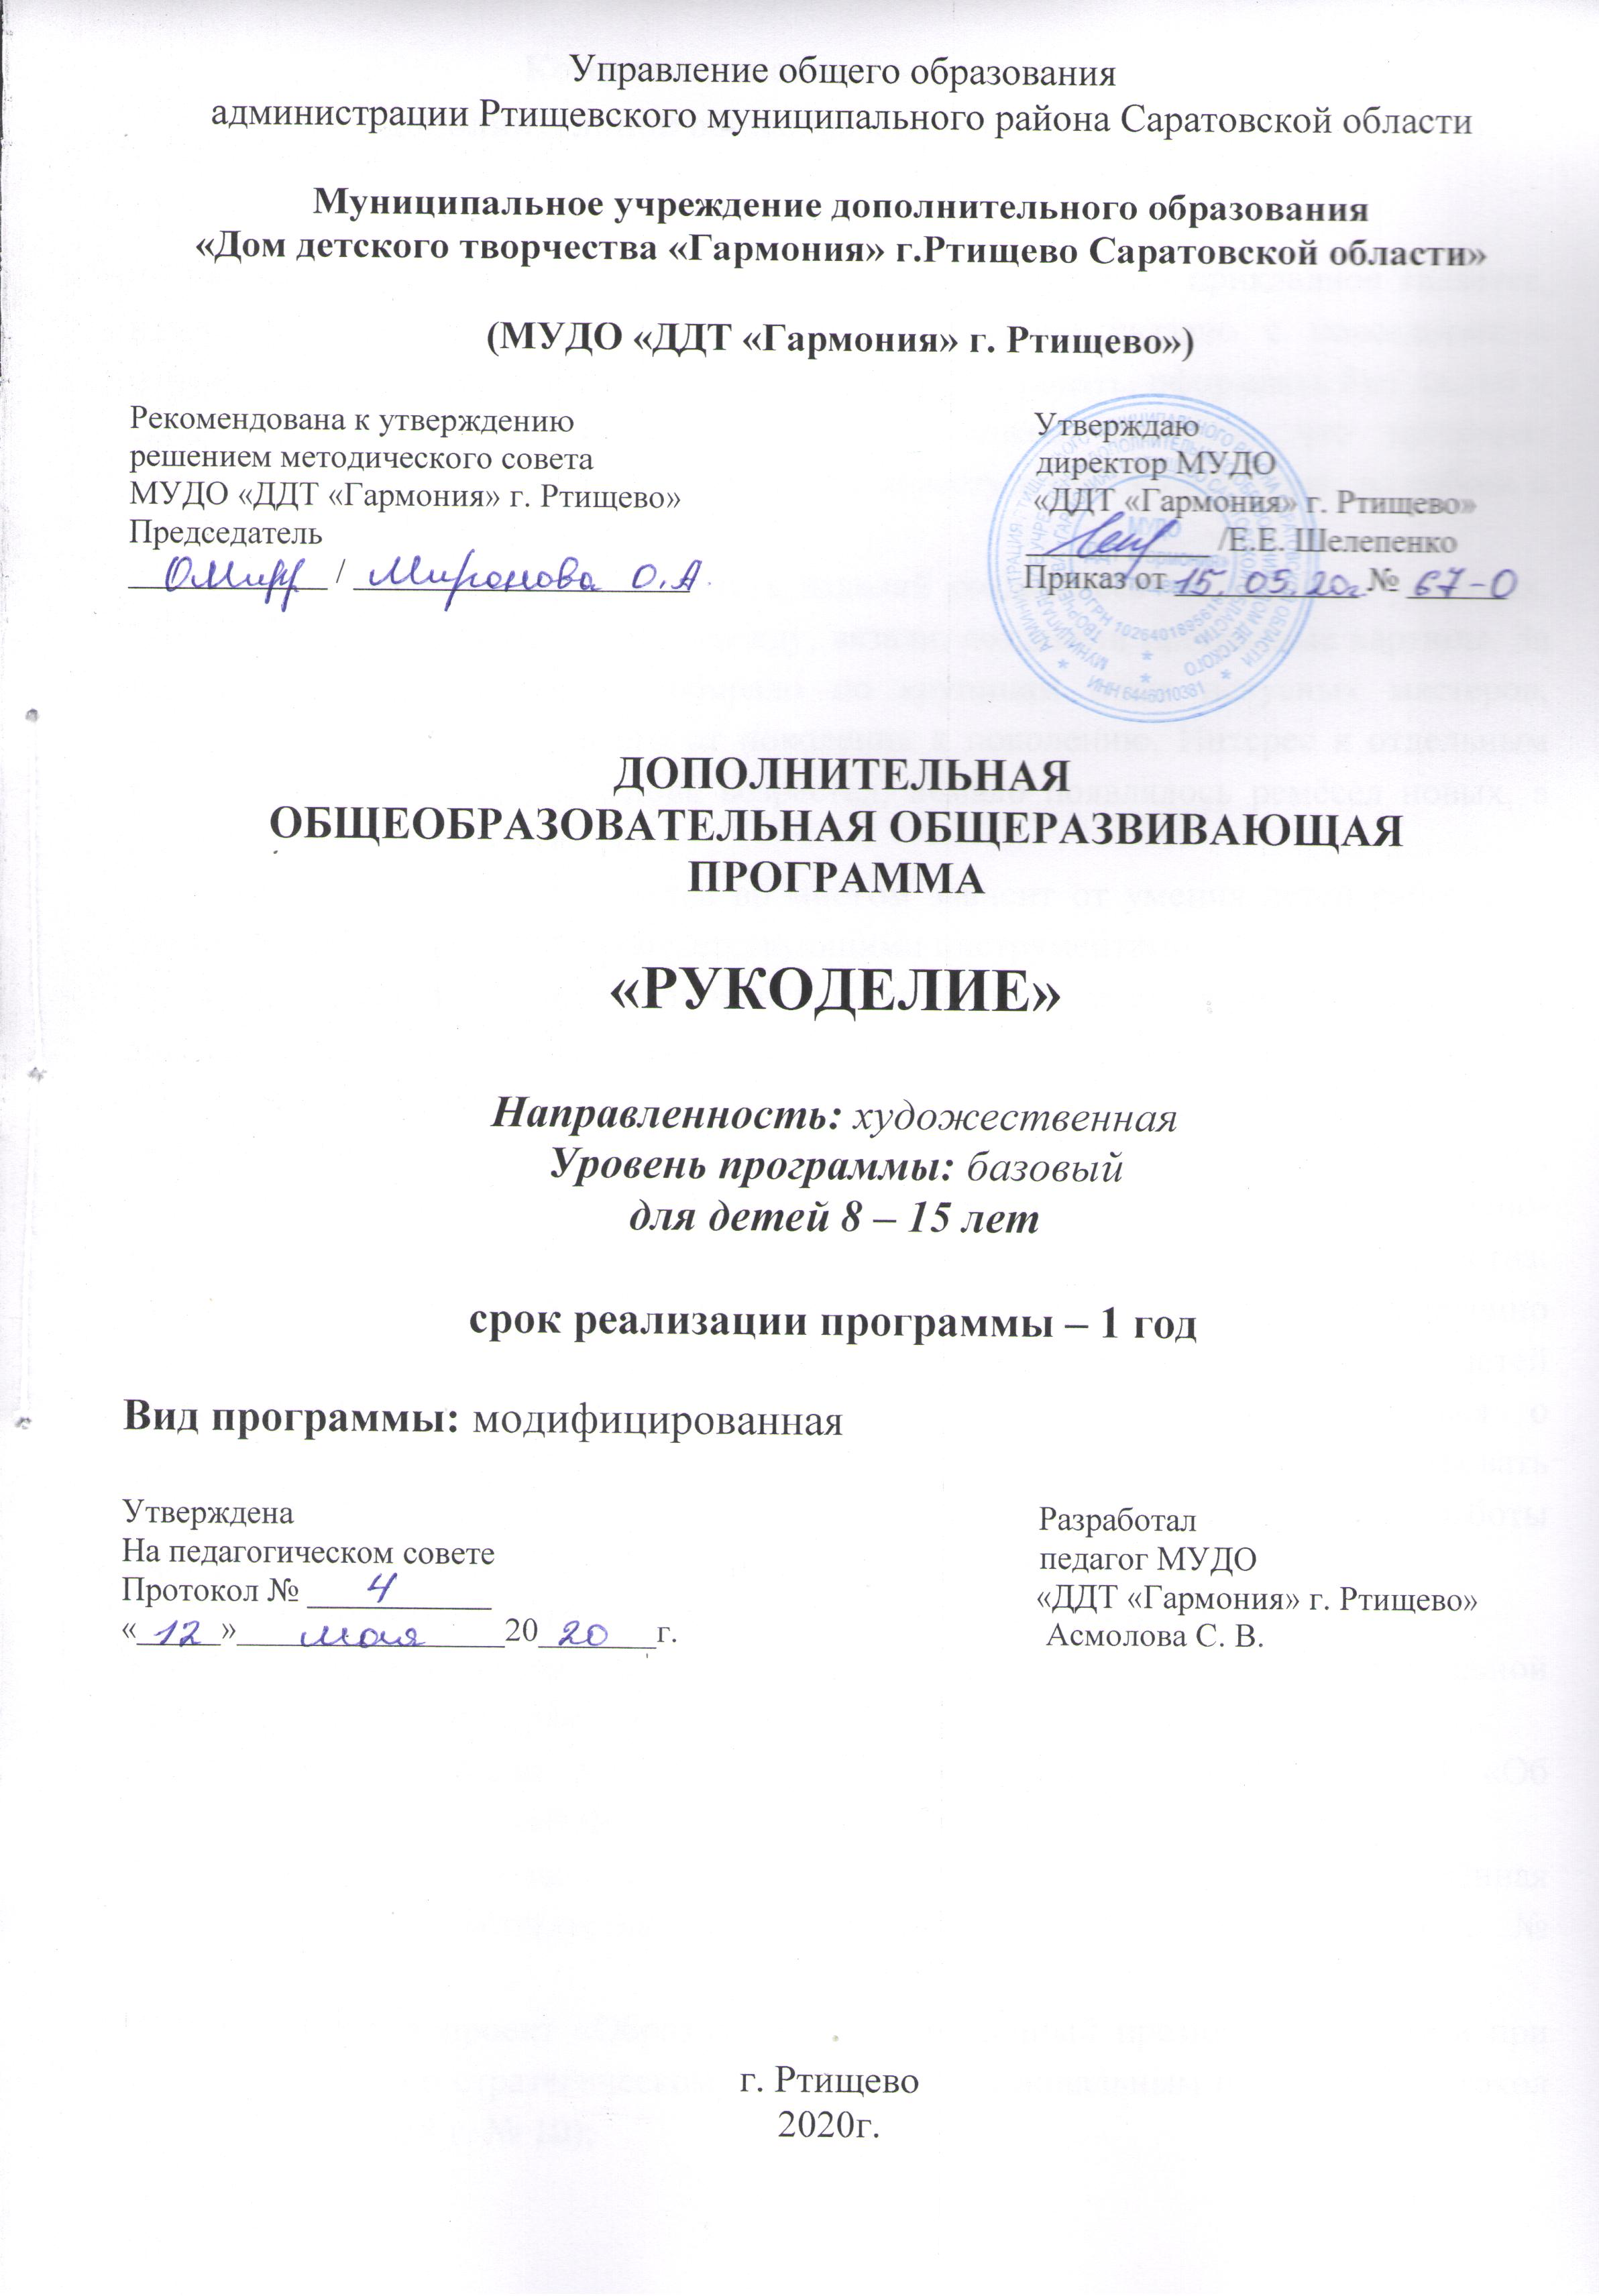 Управление общего образования
администрации Ртищевского муниципального района Саратовской области
Муниципальное учреждение дополнительного образования
«Дом детского творчества «Гармония» г.Ртищево Саратовской области»
(МУДО «ДДТ «Гармония» г. Ртищево»)
Рекомендована к утверждению
решением методического совета
МУДО «ДДТ «Гармония» г. Ртищево»
Председатель
/ Миронова О.А
Утверждаю
директор МУДО
«ДДТ «Гармония» г. Ртищево»
/Е.Е. Шелепенко
Приказ от 15.05.20г № 67-О
ДОПОЛНИТЕЛЬНАЯ
ОБЩЕОБРАЗОВАТЕЛЬНАЯ ОБЩЕРАЗВИВАЮЩАЯ
ПРОГРАММА
«РУКОДЕЛИЕ»
Направленность: художественная
Уровень программы: базовый
для детей 8 – 15 лет
срок реализации программы – 1 год
Вид программы: модифицированная
Утверждена
На педагогическом совете
Протокол № 4
«12» мая 2020 г.
Разработал
педагог МУДО
«ДДТ «Гармония» г. Ртищево»
Асмолова С. В.
г. Ртищево
2020г.